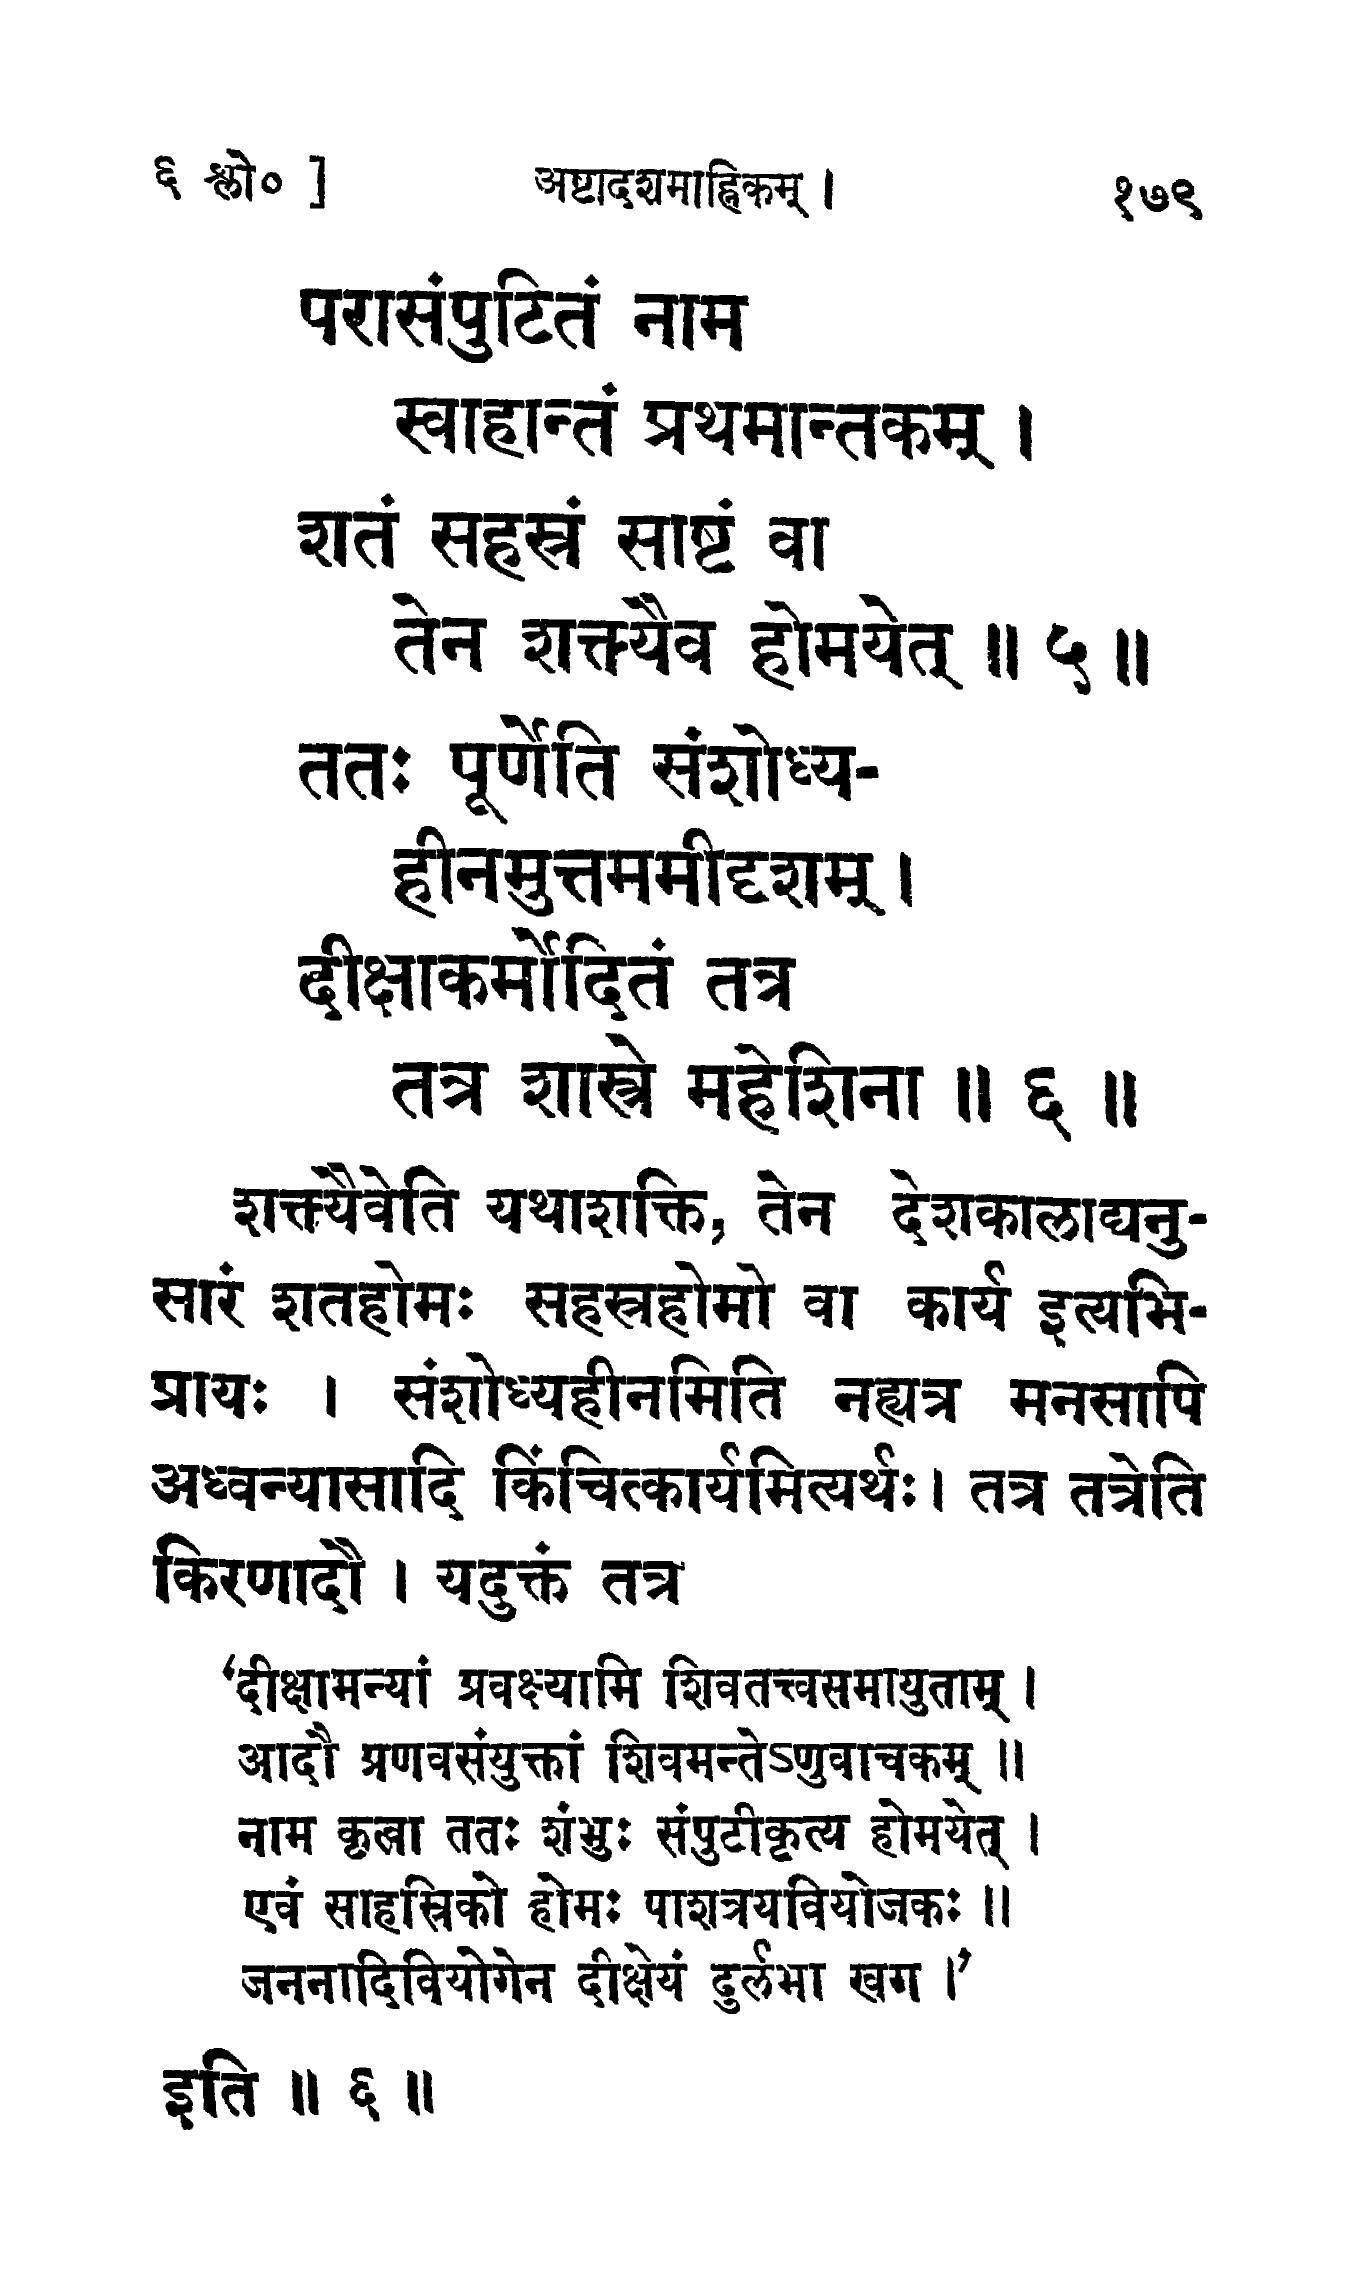 ६ श्लो० ] अष्टादशमाह्निकम् । १७९
परासंपुटितं नाम
स्वाहान्तं प्रथमान्तकम् ।
शतं सहस्रं साष्टं वा
तेन शक्त्यैव होमयेत् ॥ ५ ॥
ततः पूर्णेति संशोध्य-
हीनमुत्तममीदृशम् ।
दीक्षाकर्मोदितं तत्र
तत्र शास्त्रे महेशिना ॥ ६ ॥
शक्त्यैवेति यथाशक्ति, तेन देशकालाद्यनु-
सारं शतहोमः सहस्रहोमो वा कार्य इत्यभि-
प्रायः । संशोध्यहीनमिति नह्यत्र मनसापि
अध्वन्यासादि किंचित्कार्यमित्यर्थः। तत्र तत्रेति
किरणादौ । यदुक्तं तत्र
‘दीक्षामन्यां प्रवक्ष्यामि शिवतत्त्वसमायुताम् ।
आदौ प्रणवसंयुक्तां शिवमन्तेऽणुवाचकम् ॥
नाम कृत्वा ततः शंभुः संपुटीकृत्य होमयेत् ।
एवं साहस्रिको होमः पाशत्रयवियोजकः ॥
जननादिवियोगेन दीक्षेयं दुर्लभा खग ।’
इति ॥ ६ ॥